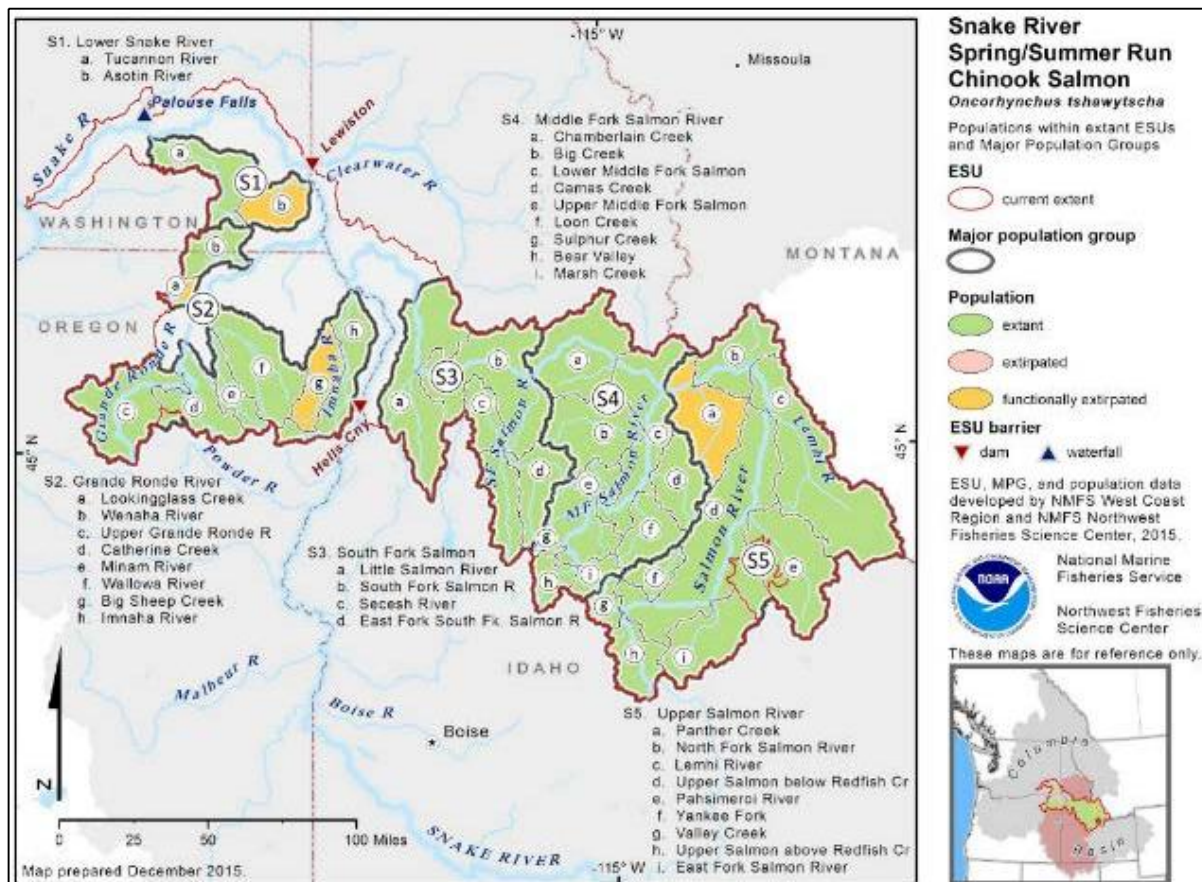 Snake River
Spring/Summer Run
Chinook Salmon
Oncorhynchus tshawytscha
Populations within extant ESUs
and Major Population Groups
ESU
current extent
Major population group
Population
extant
extirpated
functionally extirpated
ESU barrier
dam waterfall
ESU, MPG, and population data
developed by NMFS West Coast
Region and NMFS Northwest
Fisheries Science Center, 2015.
NOAA
National Marine
Fisheries Service
Northwest Fisheries
Science Center
These maps are for reference only.
Columbia
Basin
-115° W
Missoula
S1. Lower Snake River
a. Tucannon River
b. Asotin River
Palouse Falls
Snake R
Lewiston
Clearwater R
S4. Middle Fork Salmon River
a. Chamberlain Creek
b. Big Creek
c. Lower Middle Fork Salmon
d. Camas Creek
e. Upper Middle Fork Salmon
f. Loon Creek
g. Sulphur Creek
h. Bear Valley
i. Marsh Creek
WASHINGTON
MONTANA
OREGON
a
S1
b
b
a
S2
h
g
f
e
d
c
Grande Ronde R
Imnaha R
Hells Cny
Powder R
45° N
45° N
S3
a
b
c
d
SF Salmon R
S4
a
b
c
d
e
f
g
h
i
MF Salmon River
a
b
c
d
S5
e
f
g
h
i
Salmon River
Lemhi R
S2. Grande Ronde River
a. Lookingglass Creek
b. Wenaha River
c. Upper Grande Ronde R
d. Catherine Creek
e. Minam River
f. Wallowa River
g. Big Sheep Creek
h. Imnaha River
S3. South Fork Salmon
a. Little Salmon River
b. South Fork Salmon R
c. Secesh River
d. East Fork South Fk. Salmon R
IDAHO
Malheur R
Boise R
Boise
SNAKE RIVER
S5. Upper Salmon River
a. Panther Creek
b. North Fork Salmon River
c. Lemhi River
d. Upper Salmon below Redfish Cr
e. Pahsimeroi River
f. Yankee Fork
g. Valley Creek
h. Upper Salmon above Redfish Cr
i. East Fork Salmon River
N
0 25 50 100 Miles
Map prepared December 2015.
-115° W